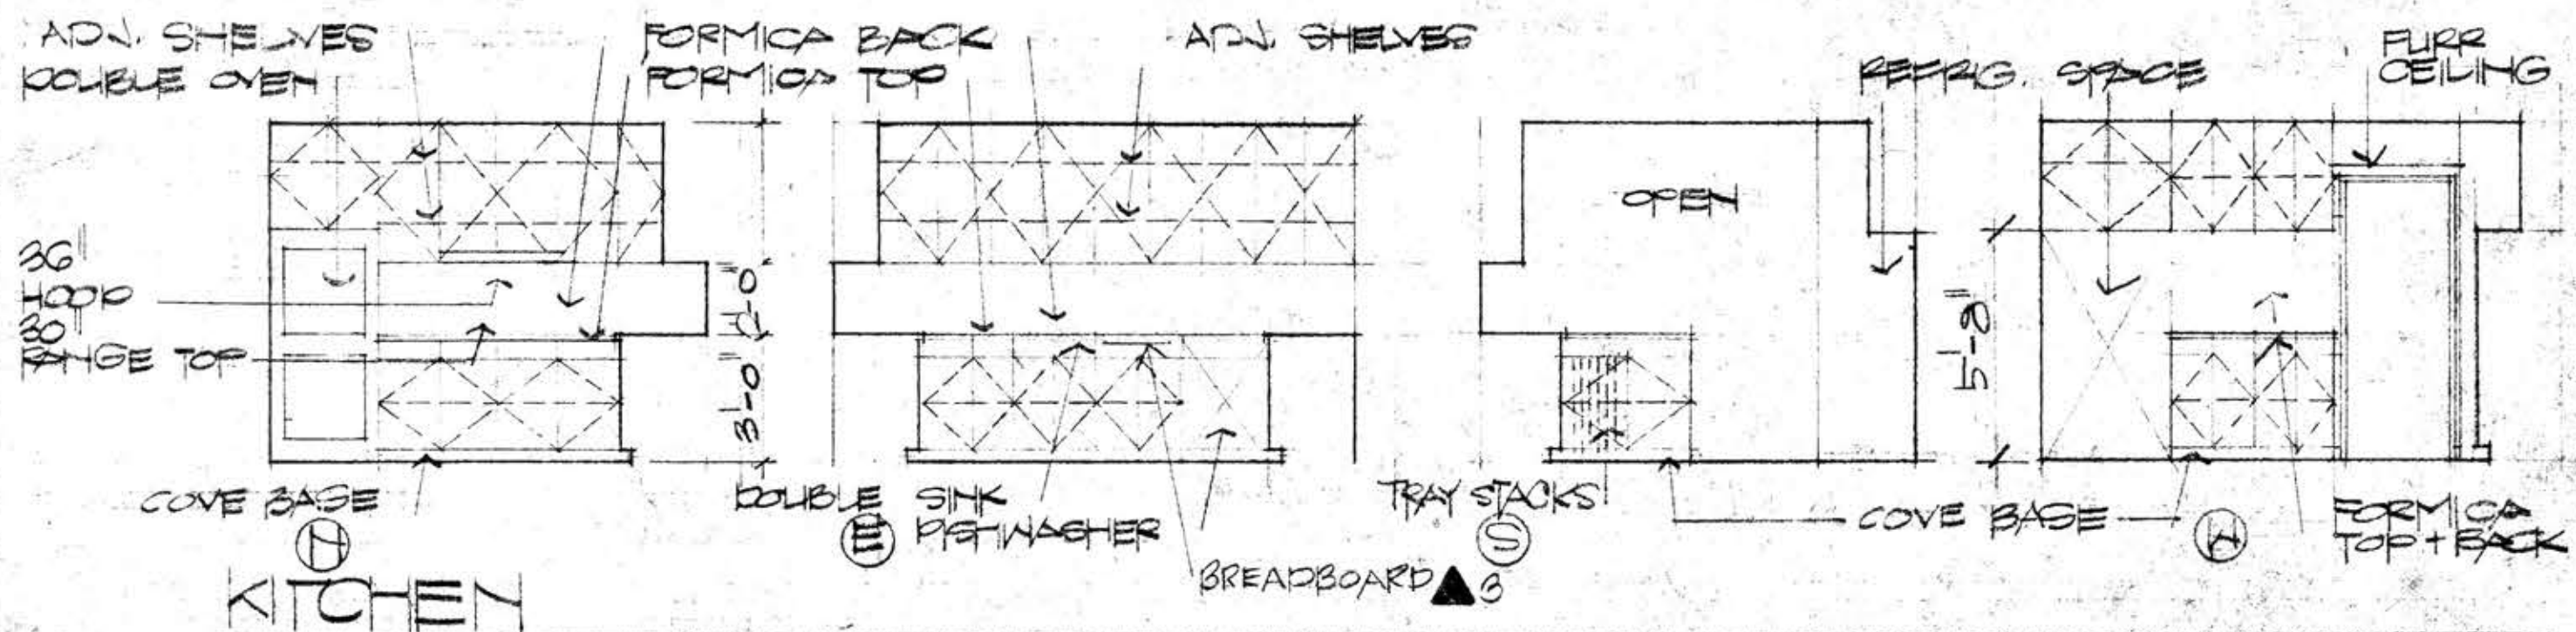 ADJ. SHELVES
DOUBLE OVEN
FORMICA BACK
FORMICA TOP
ADJ. SHELVES
REFRIG. SPACE
FURR
CEILING
OPEN
36"
HOOD
30"
RANGE TOP
2'-0"
3'-0"
5'-2"
COVE BASE
N
KITCHEN
DOUBLE SINK
E
DISHWASHER
BREADBOARD ▲ 3
TRAY STACKS
S
COVE BASE
W
FORMICA
TOP + BACK